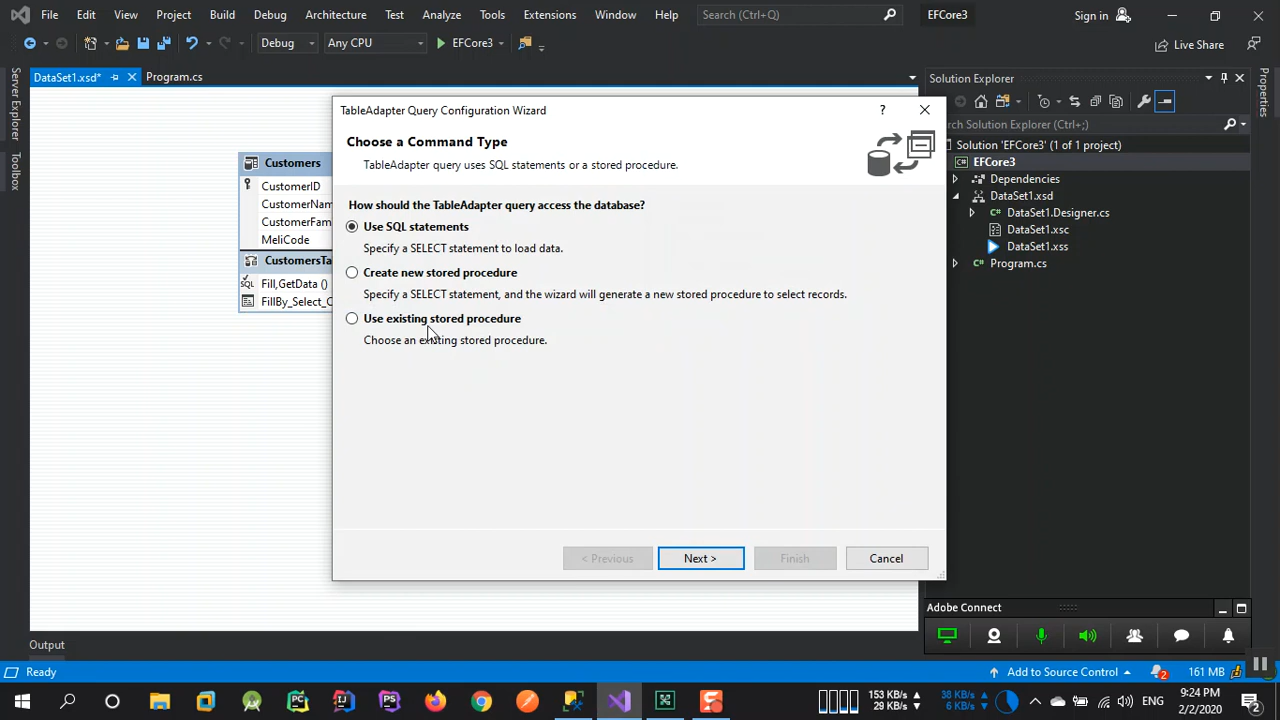 File Edit View Project Build Debug Architecture Test Analyze Tools Extensions Window Help Search (Ctrl+Q) EFCore3 Sign in
Debug Any CPU EFCore3 Live Share
DataSet1.xsd* Program.cs
Server Explorer
Toolbox
Customers
CustomerID
MeliCode
Fill,GetData ()
TableAdapter Query Configuration Wizard
Choose a Command Type
TableAdapter query uses SQL statements or a stored procedure.
How should the TableAdapter query access the database?
Use SQL statements
Specify a SELECT statement to load data.
Create new stored procedure
Specify a SELECT statement, and the wizard will generate a new stored procedure to select records.
Use existing stored procedure
Choose an existing stored procedure.
< Previous Next > Finish Cancel
Solution Explorer
Search Solution Explorer (Ctrl+;)
Solution 'EFCore3' (1 of 1 project)
EFCore3
Dependencies
DataSet1.xsd
DataSet1.Designer.cs
DataSet1.xsc
DataSet1.xss
Program.cs
Properties
Adobe Connect
Output
Ready Add to Source Control 2 161 MB
153 KB/s
29 KB/s
38 KB/s
6 KB/s
ENG
9:24 PM
2/2/2020
2